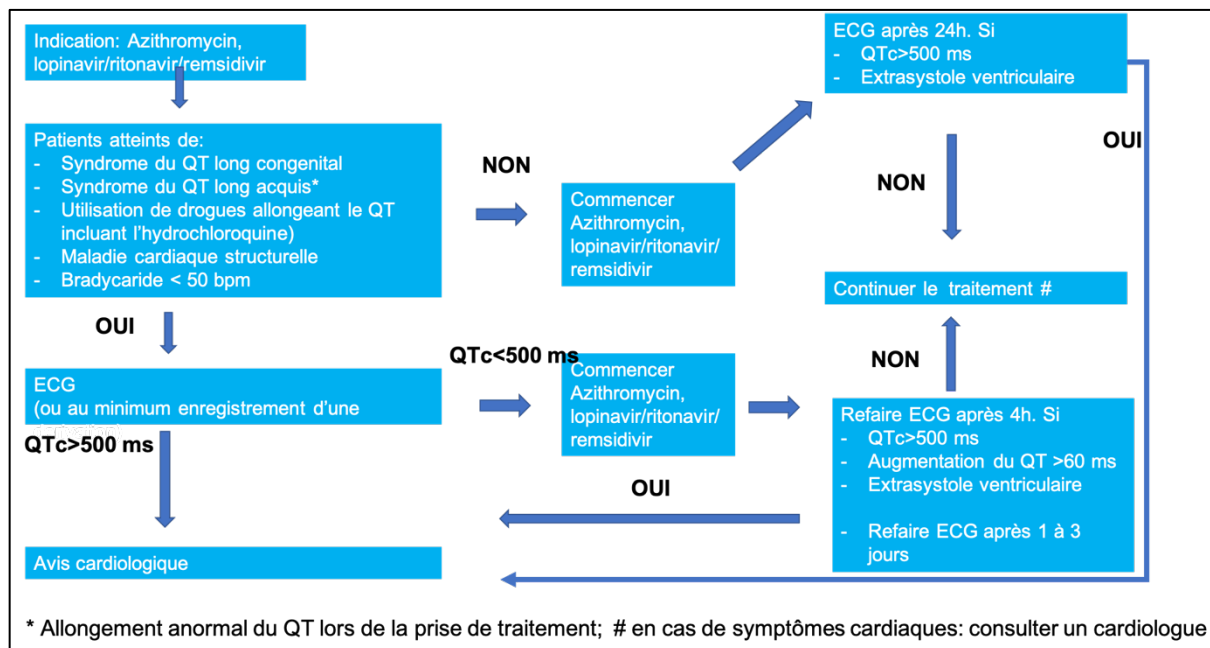 Indication: Azithromycin,
lopinavir/ritonavir/remsidivir
Patients atteints de:
- Syndrome du QT long congenital
- Syndrome du QT long acquis*
- Utilisation de drogues allongeant le QT
incluant l'hydrochloroquine)
- Maladie cardiaque structurelle
- Bradycaride < 50 bpm
NON
Commencer
Azithromycin,
lopinavir/ritonavir/
remsidivir
ECG après 24h. Si
- QTc>500 ms
- Extrasystole ventriculaire
OUI
NON
Continuer le traitement #
OUI
ECG
(ou au minimum enregistrement d'une
QTc<500 ms
Commencer
Azithromycin,
lopinavir/ritonavir/
remsidivir
NON
Refaire ECG après 4h. Si
- QTc>500 ms
- Augmentation du QT >60 ms
- Extrasystole ventriculaire
- Refaire ECG après 1 à 3
jours
QTc>500 ms
OUI
Avis cardiologique
* Allongement anormal du QT lors de la prise de traitement; # en cas de symptômes cardiaques: consulter un cardiologue